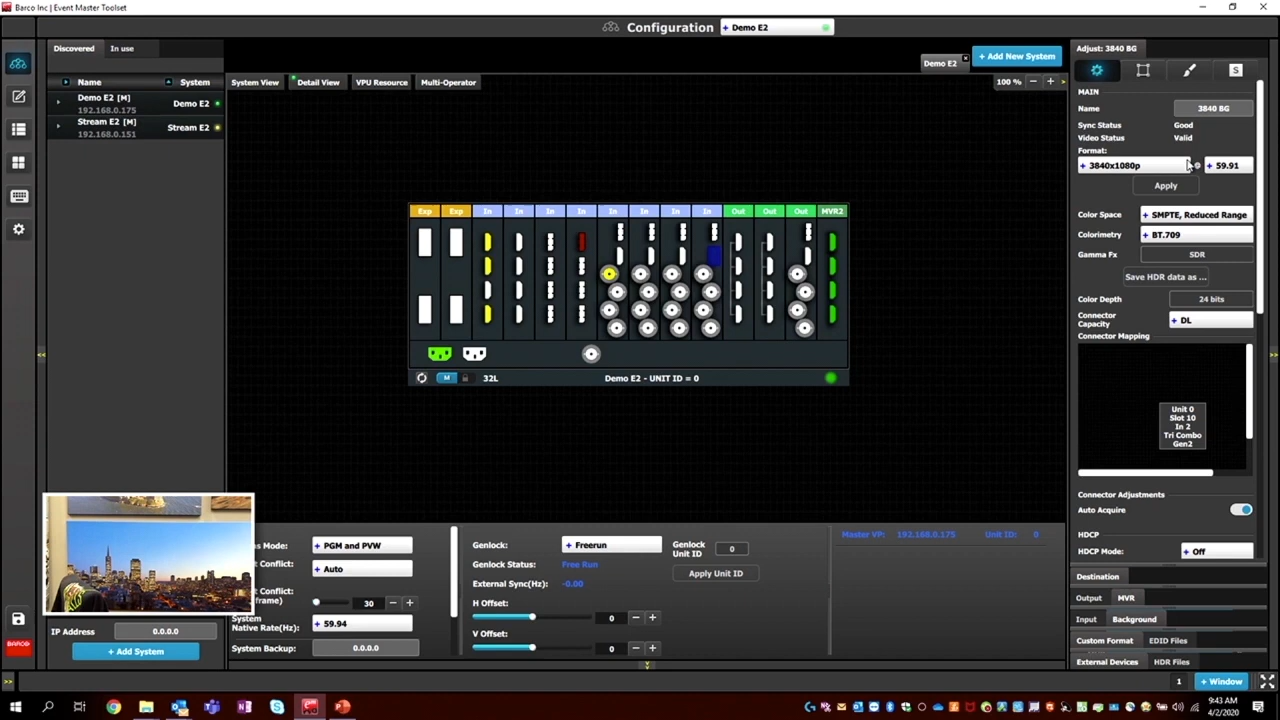 Barco Inc | Event Master Toolset
Configuration
+ Demo E2
Discovered
In use
Name
System
Demo E2 [M]
192.168.0.175
Demo E2
Stream E2 [M]
192.168.0.151
Stream E2
System View
Detail View
VPU Resource
Multi-Operator
Demo E2
+ Add New System
100 %
Exp Exp In In In In In In In In Out Out Out MVR2
M
32L
Demo E2 - UNIT ID = 0
Adjust: 3840 BG
S
MAIN
Name
3840 BG
Sync Status
Good
Video Status
Valid
Format:
+ 3840x1080p
+ 59.91
Apply
Color Space
+ SMPTE, Reduced Range
Colorimetry
+ BT.709
Gamma Fx
SDR
Save HDR data as ...
Color Depth
24 bits
Connector
Capacity
+ DL
Connector Mapping
Unit 0
Slot 10
In 2
Tri Combo
Gen2
Connector Adjustments
Auto Acquire
HDCP
HDCP Mode:
+ Off
Destination
Output
MVR
Input
Background
Custom Format
EDID Files
External Devices
HDR Files
s Mode:
+ PGM and PVW
Conflict:
+ Auto
Conflict
frame)
30
System
Native Rate(Hz):
+ 59.94
System Backup:
0.0.0.0
Genlock:
+ Freerun
Genlock Status:
Free Run
External Sync(Hz)
-0.00
H Offset:
0
V Offset:
0
Genlock
Unit ID
0
Apply Unit ID
Master VP:
192.168.0.175
Unit ID:
0
IP Address
0.0.0.0
+ Add System
BARCO
1
+ Window
9:43 AM
4/2/2020